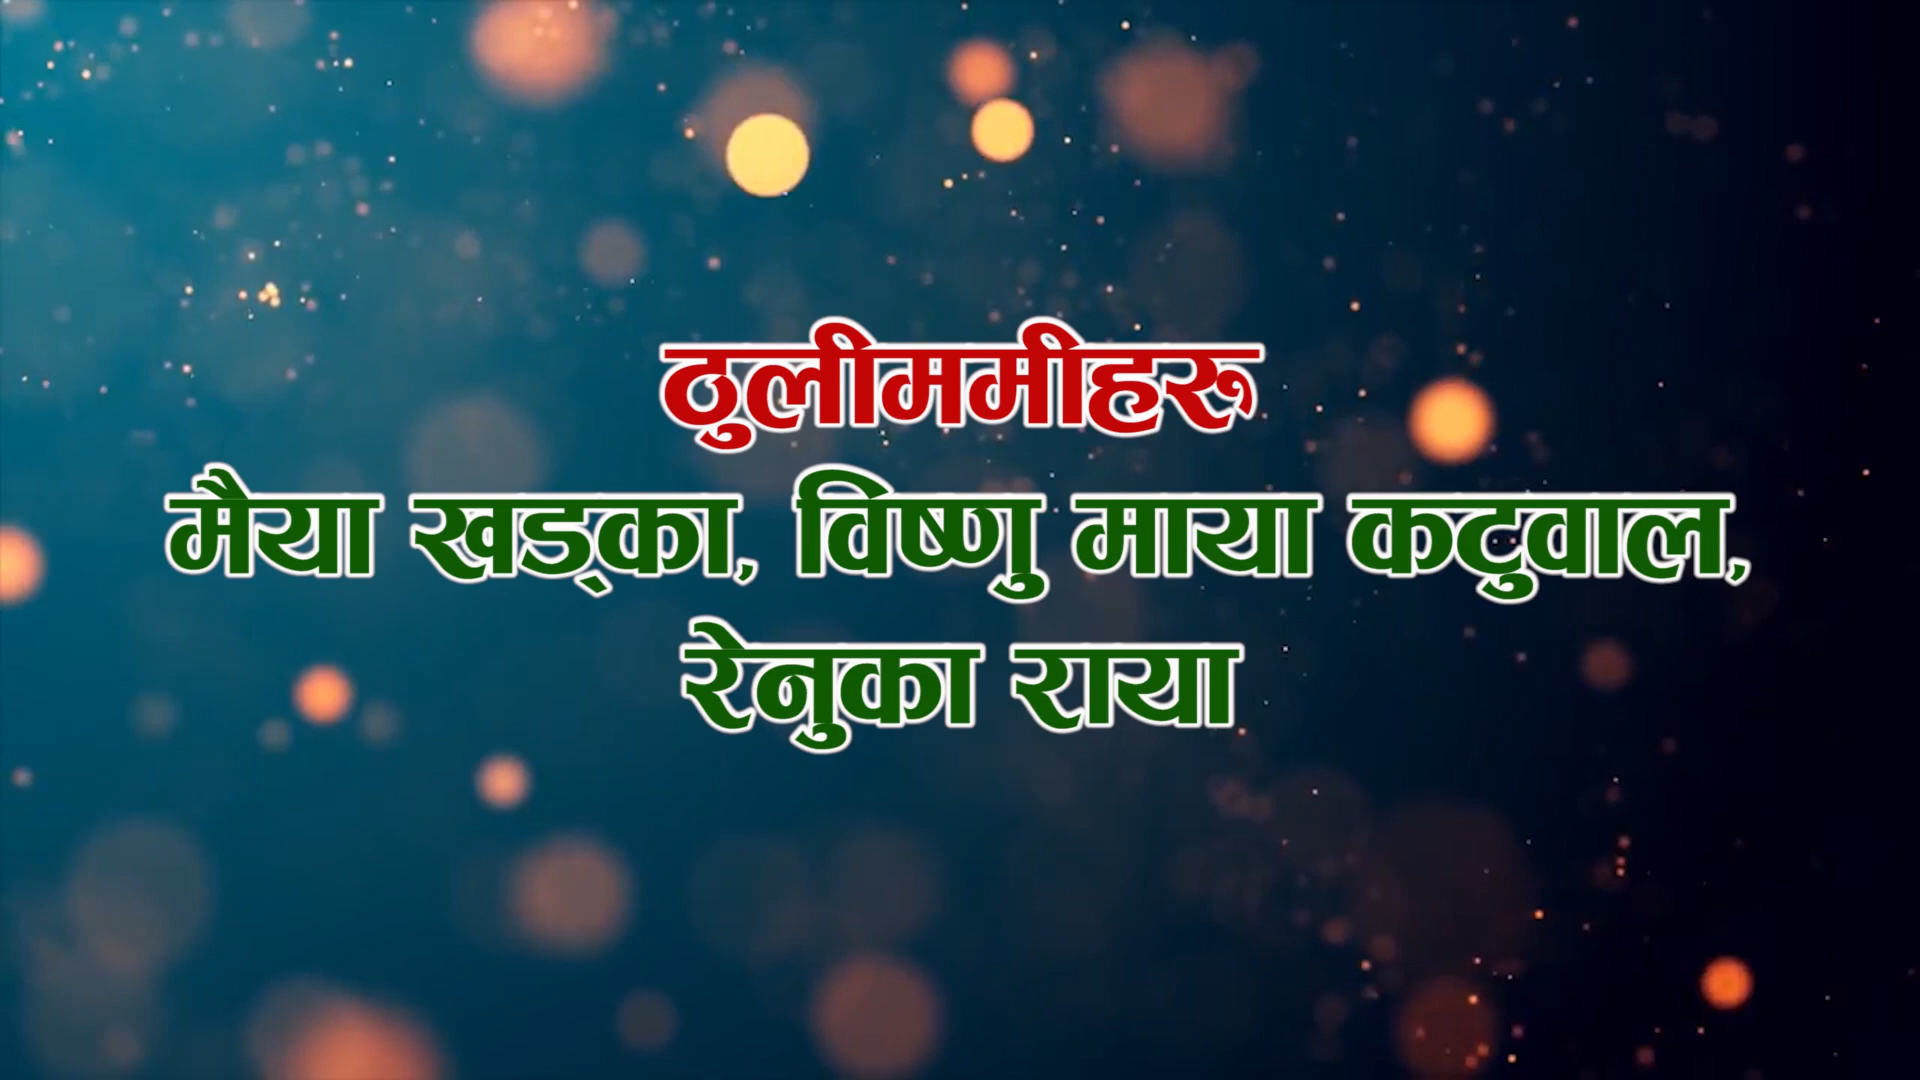 ठुलीममीहरू
मैया खड्का, विष्णु माया कटुवाल,
रेनुका राया